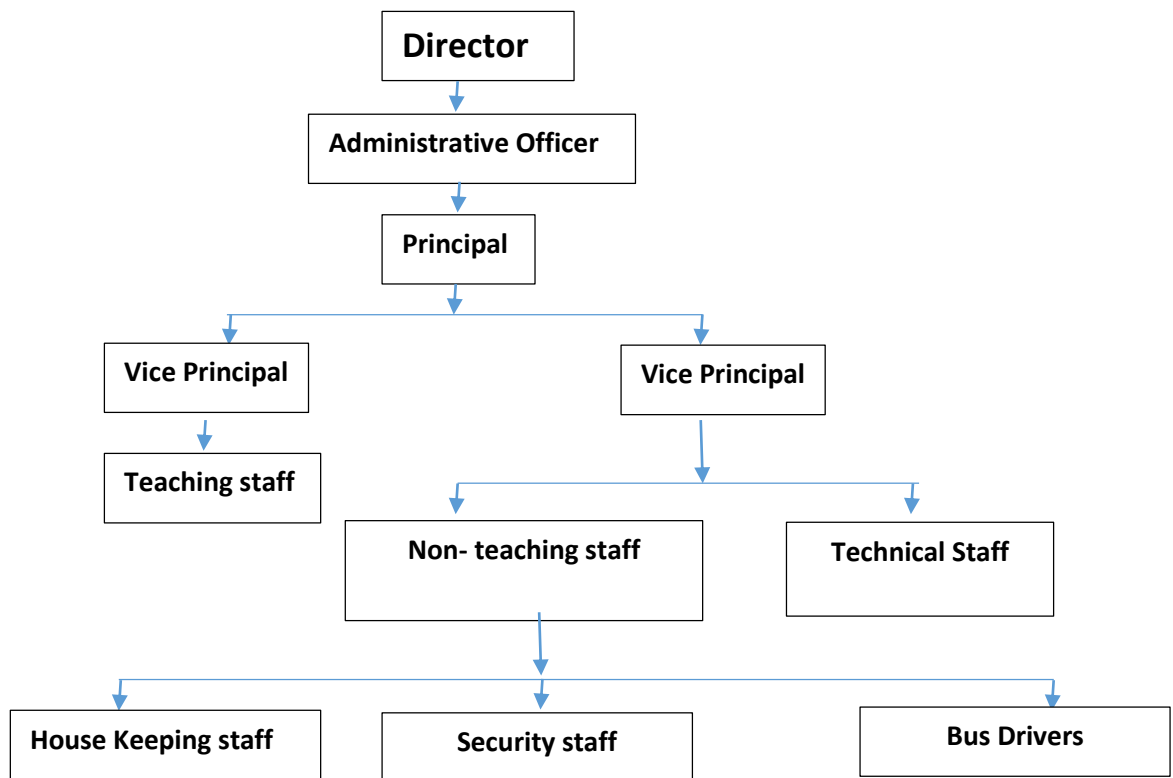 Director
Administrative Officer
Principal
Vice Principal
Vice Principal
Teaching staff
Non- teaching staff
Technical Staff
House Keeping staff
Security staff
Bus Drivers